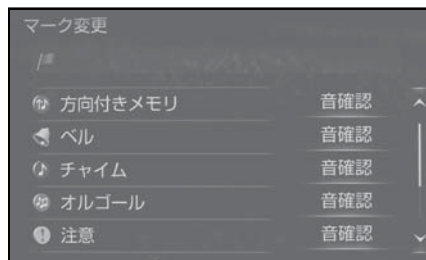 マーク変更
方向付きメモリ 音確認
ベル 音確認
チャイム 音確認
オルゴール 音確認
注意 音確認